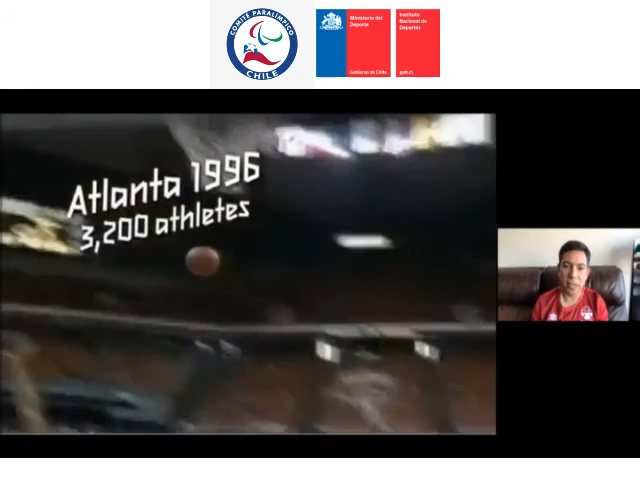 COMITÉ PARALÍMPICO
CHILE
Ministerio del
Deporte
Gobierno de Chile
Instituto
Nacional de
Deportes
gob.cl
Atlanta 1996
3,200 athletes